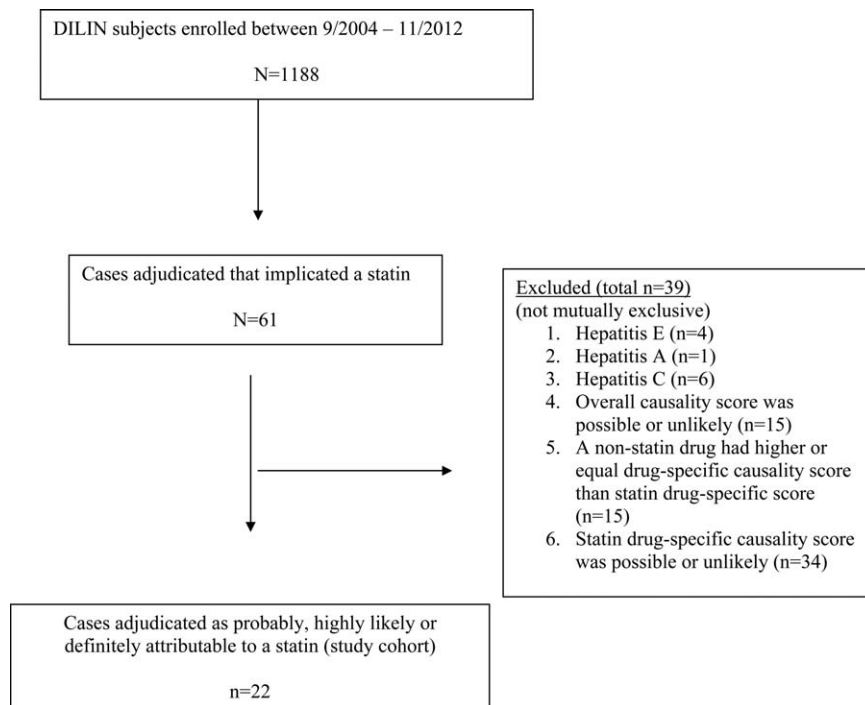 DILIN subjects enrolled between 9/2004 – 11/2012
N=1188
Cases adjudicated that implicated a statin
N=61
Excluded (total n=39)
(not mutually exclusive)
1. Hepatitis E (n=4)
2. Hepatitis A (n=1)
3. Hepatitis C (n=6)
4. Overall causality score was
possible or unlikely (n=15)
5. A non-statin drug had higher or
equal drug-specific causality score
than statin drug-specific score
(n=15)
6. Statin drug-specific causality score
was possible or unlikely (n=34)
Cases adjudicated as probably, highly likely or
definitely attributable to a statin (study cohort)
n=22